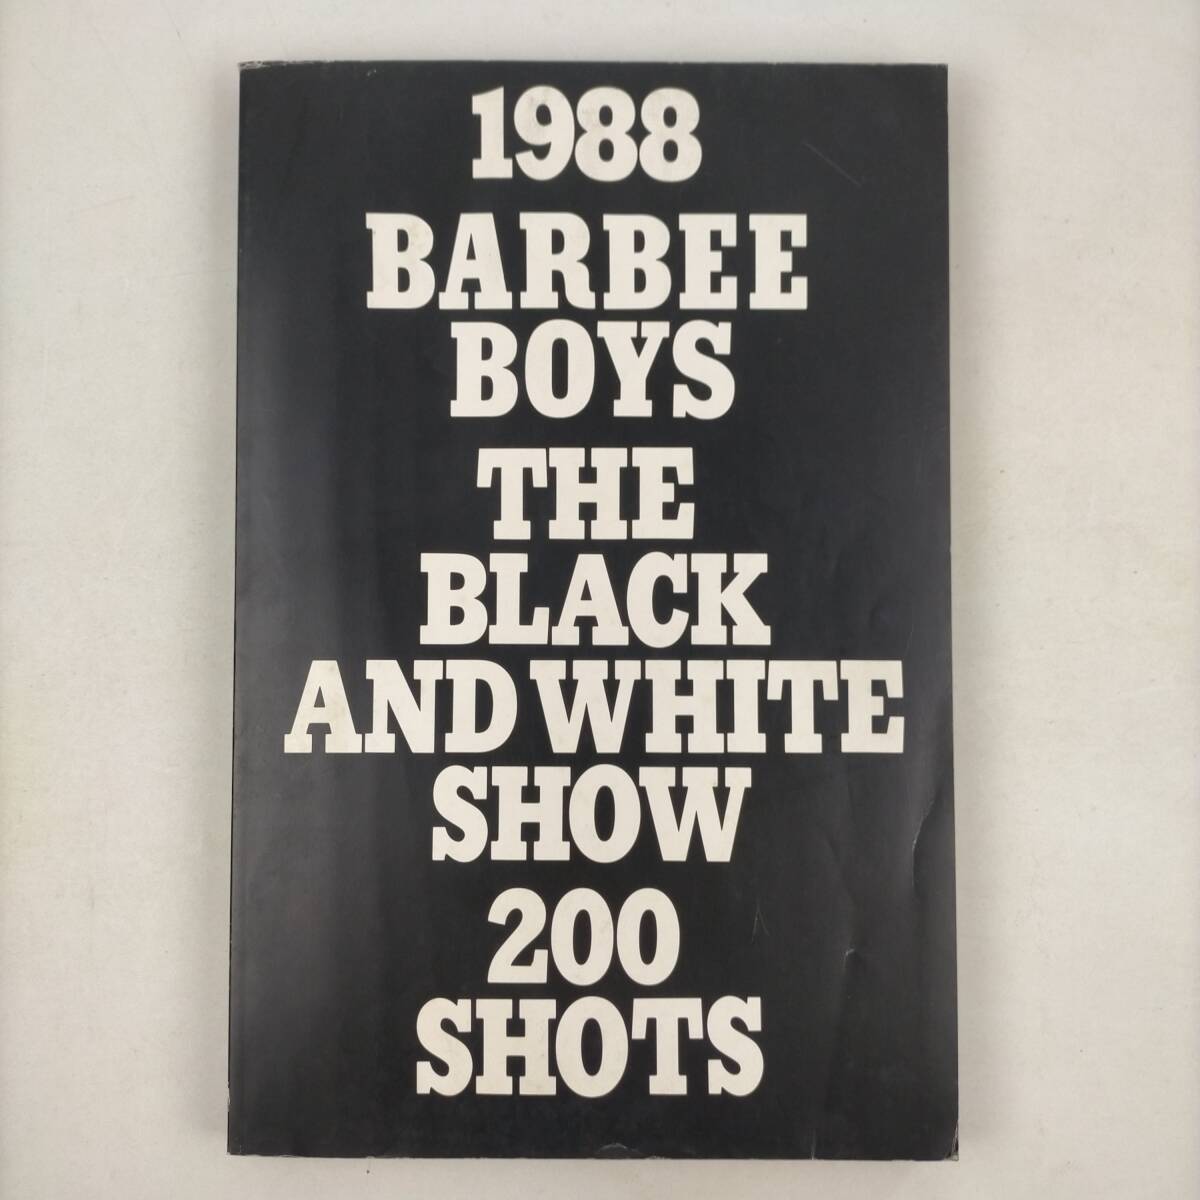 1988
BARBEE
BOYS
THE
BLACK
AND WHITE
SHOW
200
SHOTS